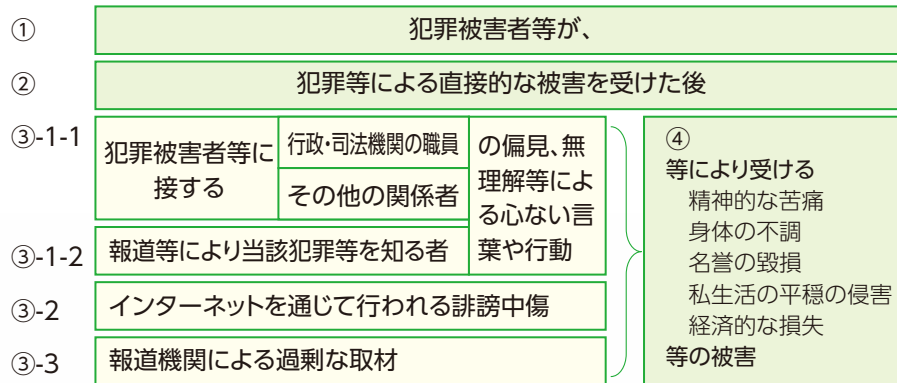 ① 犯罪被害者等が、
② 犯罪等による直接的な被害を受けた後
③-1-1 犯罪被害者等に
接する
行政・司法機関の職員
その他の関係者
③-1-2 報道等により当該犯罪等を知る者
の偏見、無
理解等によ
る心ない言
葉や行動
③-2 インターネットを通じて行われる誹謗中傷
③-3 報道機関による過剰な取材
④
等により受ける
精神的な苦痛
身体の不調
名誉の毀損
私生活の平穏の侵害
経済的な損失
等の被害